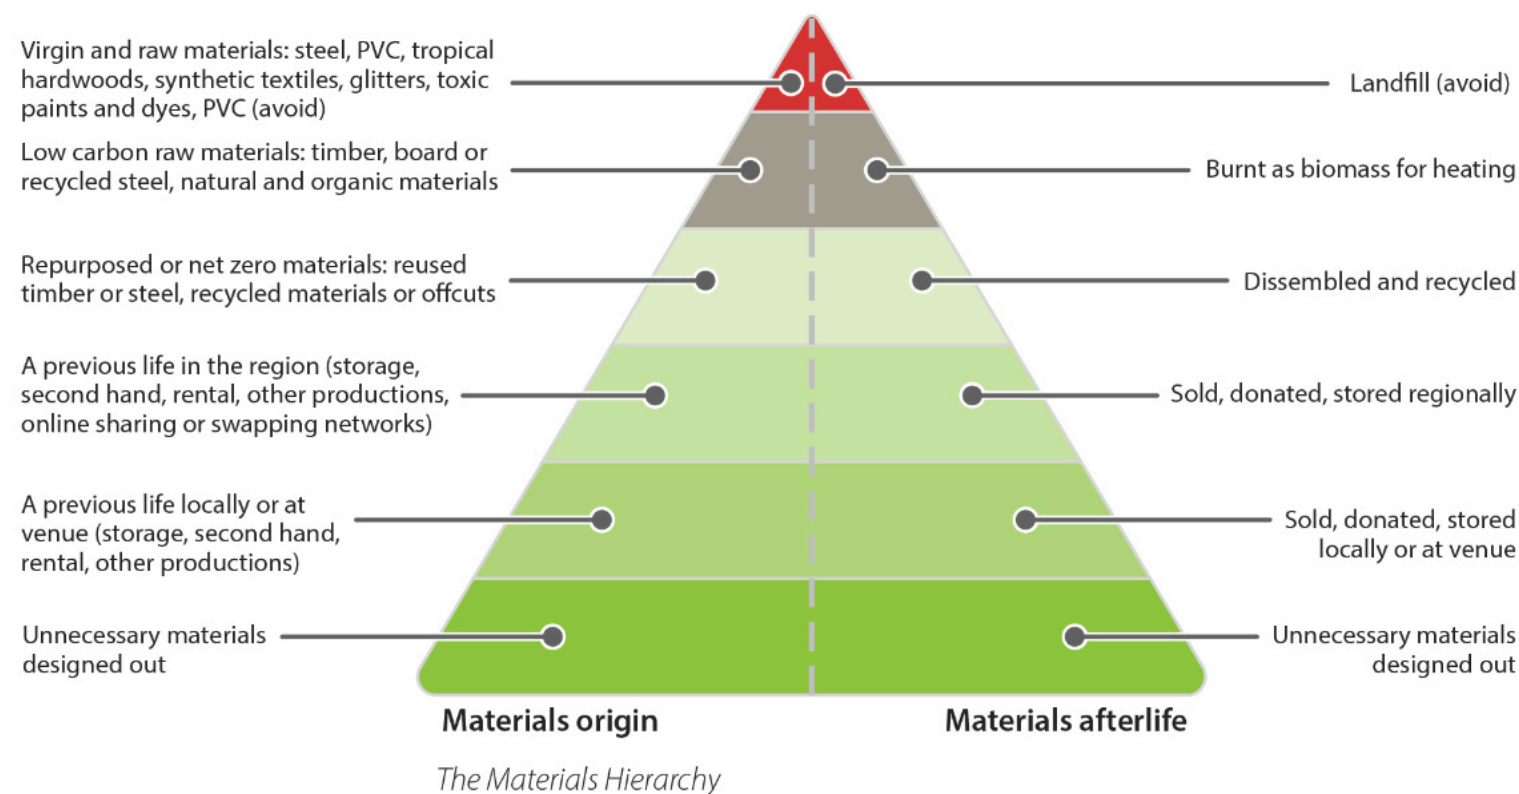 Virgin and raw materials: steel, PVC, tropical
hardwoods, synthetic textiles, glitters, toxic
paints and dyes, PVC (avoid)
Landfill (avoid)
Low carbon raw materials: timber, board or
recycled steel, natural and organic materials
Burnt as biomass for heating
Repurposed or net zero materials: reused
timber or steel, recycled materials or offcuts
Dissembled and recycled
A previous life in the region (storage,
second hand, rental, other productions,
online sharing or swapping networks)
Sold, donated, stored regionally
A previous life locally or at
venue (storage, second hand,
rental, other productions)
Sold, donated, stored
locally or at venue
Unnecessary materials
designed out
Unnecessary materials
designed out
Materials origin
Materials afterlife
The Materials Hierarchy